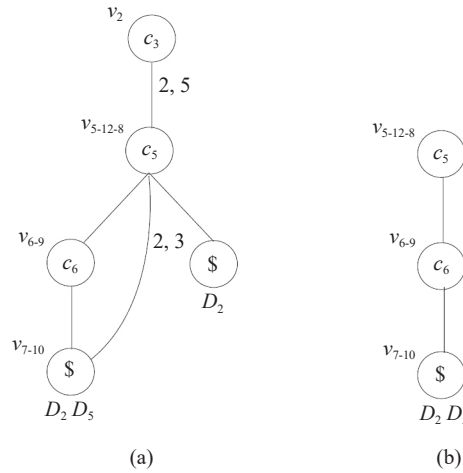 v2
c3
2, 5
v5-12-8
c5
v5-12-8
c5
v6-9
c6
2, 3
$
D2
v6-9
c6
v7-10
$
D2 D5
v7-10
$
D2
(a)
(b)